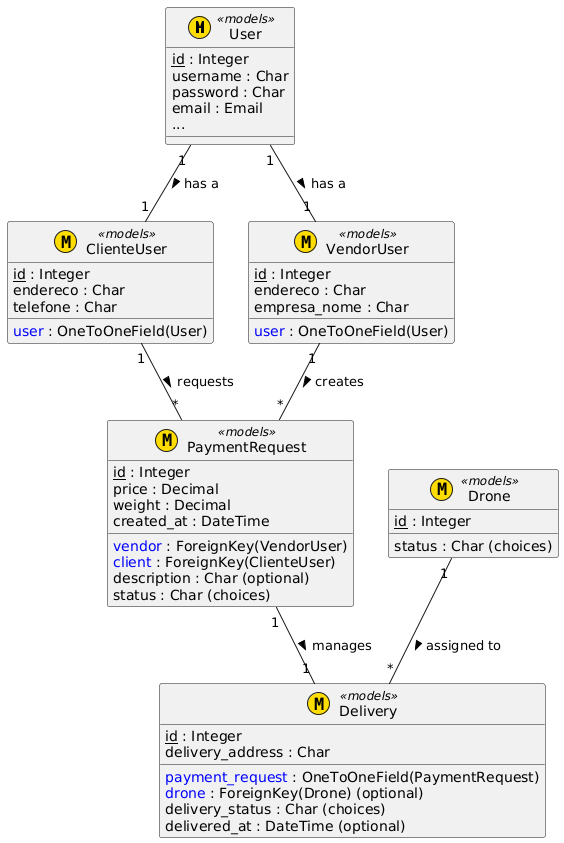 M «models»
User
id : Integer
username : Char
password : Char
email : Email
...
1 1
has a has a
1 1
M «models»
ClienteUser
id : Integer
endereco : Char
telefone : Char
user : OneToOneField(User)
M «models»
VendorUser
id : Integer
endereco : Char
empresa_nome : Char
user : OneToOneField(User)
1 1
requests creates
* *
M «models»
PaymentRequest
id : Integer
price : Decimal
weight : Decimal
created_at : DateTime
vendor : ForeignKey(VendorUser)
client : ForeignKey(ClienteUser)
description : Char (optional)
status : Char (choices)
M «models»
Drone
id : Integer
status : Char (choices)
1 1
manages assigned to
1 *
M «models»
Delivery
id : Integer
delivery_address : Char
payment_request : OneToOneField(PaymentRequest)
drone : ForeignKey(Drone) (optional)
delivery_status : Char (choices)
delivered_at : DateTime (optional)